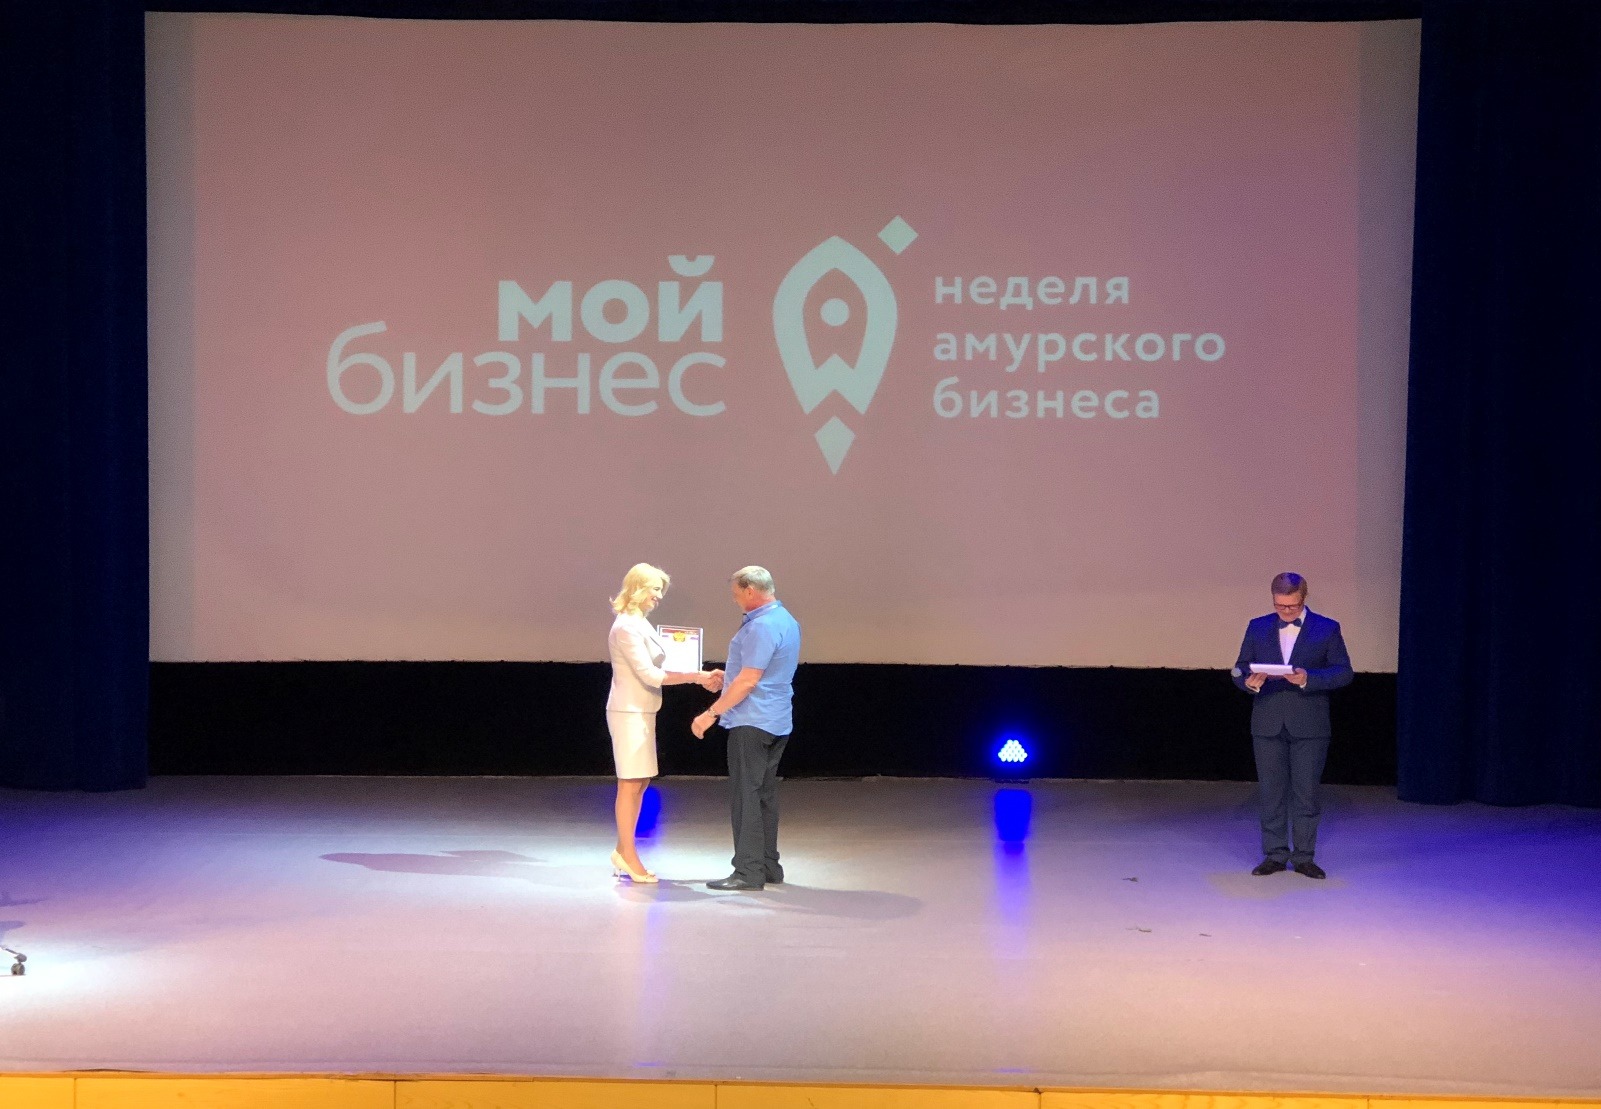 мой
бизнес
неделя
амурского
бизнеса